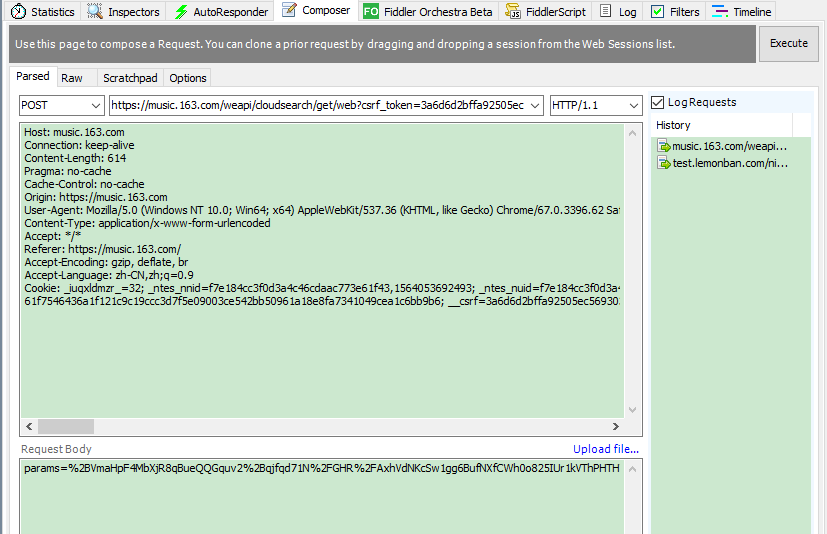 Statistics Inspectors AutoResponder Composer FO Fiddler Orchestra Beta FiddlerScript Log Filters Timeline
Use this page to compose a Request. You can clone a prior request by dragging and dropping a session from the Web Sessions list.
Execute
Parsed Raw Scratchpad Options
POST https://music.163.com/weapi/cloudsearch/get/web?csrf_token=3a6d6d2bffa92505ec HTTP/1.1
Log Requests
History
music.163.com/weapi...
test.lemonban.com/ni...
Host: music.163.com
Connection: keep-alive
Content-Length: 614
Pragma: no-cache
Cache-Control: no-cache
Origin: https://music.163.com
User-Agent: Mozilla/5.0 (Windows NT 10.0; Win64; x64) AppleWebKit/537.36 (KHTML, like Gecko) Chrome/67.0.3396.62 Saf
Content-Type: application/x-www-form-urlencoded
Accept: */*
Referer: https://music.163.com/
Accept-Encoding: gzip, deflate, br
Accept-Language: zh-CN,zh;q=0.9
Cookie: _iuqxldmzr_=32; _ntes_nnid=f7e184cc3f0d3a4c46cdaac773e61f43,1564053692493; _ntes_nuid=f7e184cc3f0d3a4
61f7546436a1f121c9c19ccc3d7f5e09003ce542bb50961a18e8fa7341049cea1c6bb9b6; __csrf=3a6d6d2bffa92505ec56930
Request Body
Upload file...
params=%2BVmaHpF4MbXjR8qBueQQGquv2%2Bqjfqd71N%2FGHR%2FAxhVdNKcSw1gg6BufNXfCWh0o825IUr1kVThPHTH